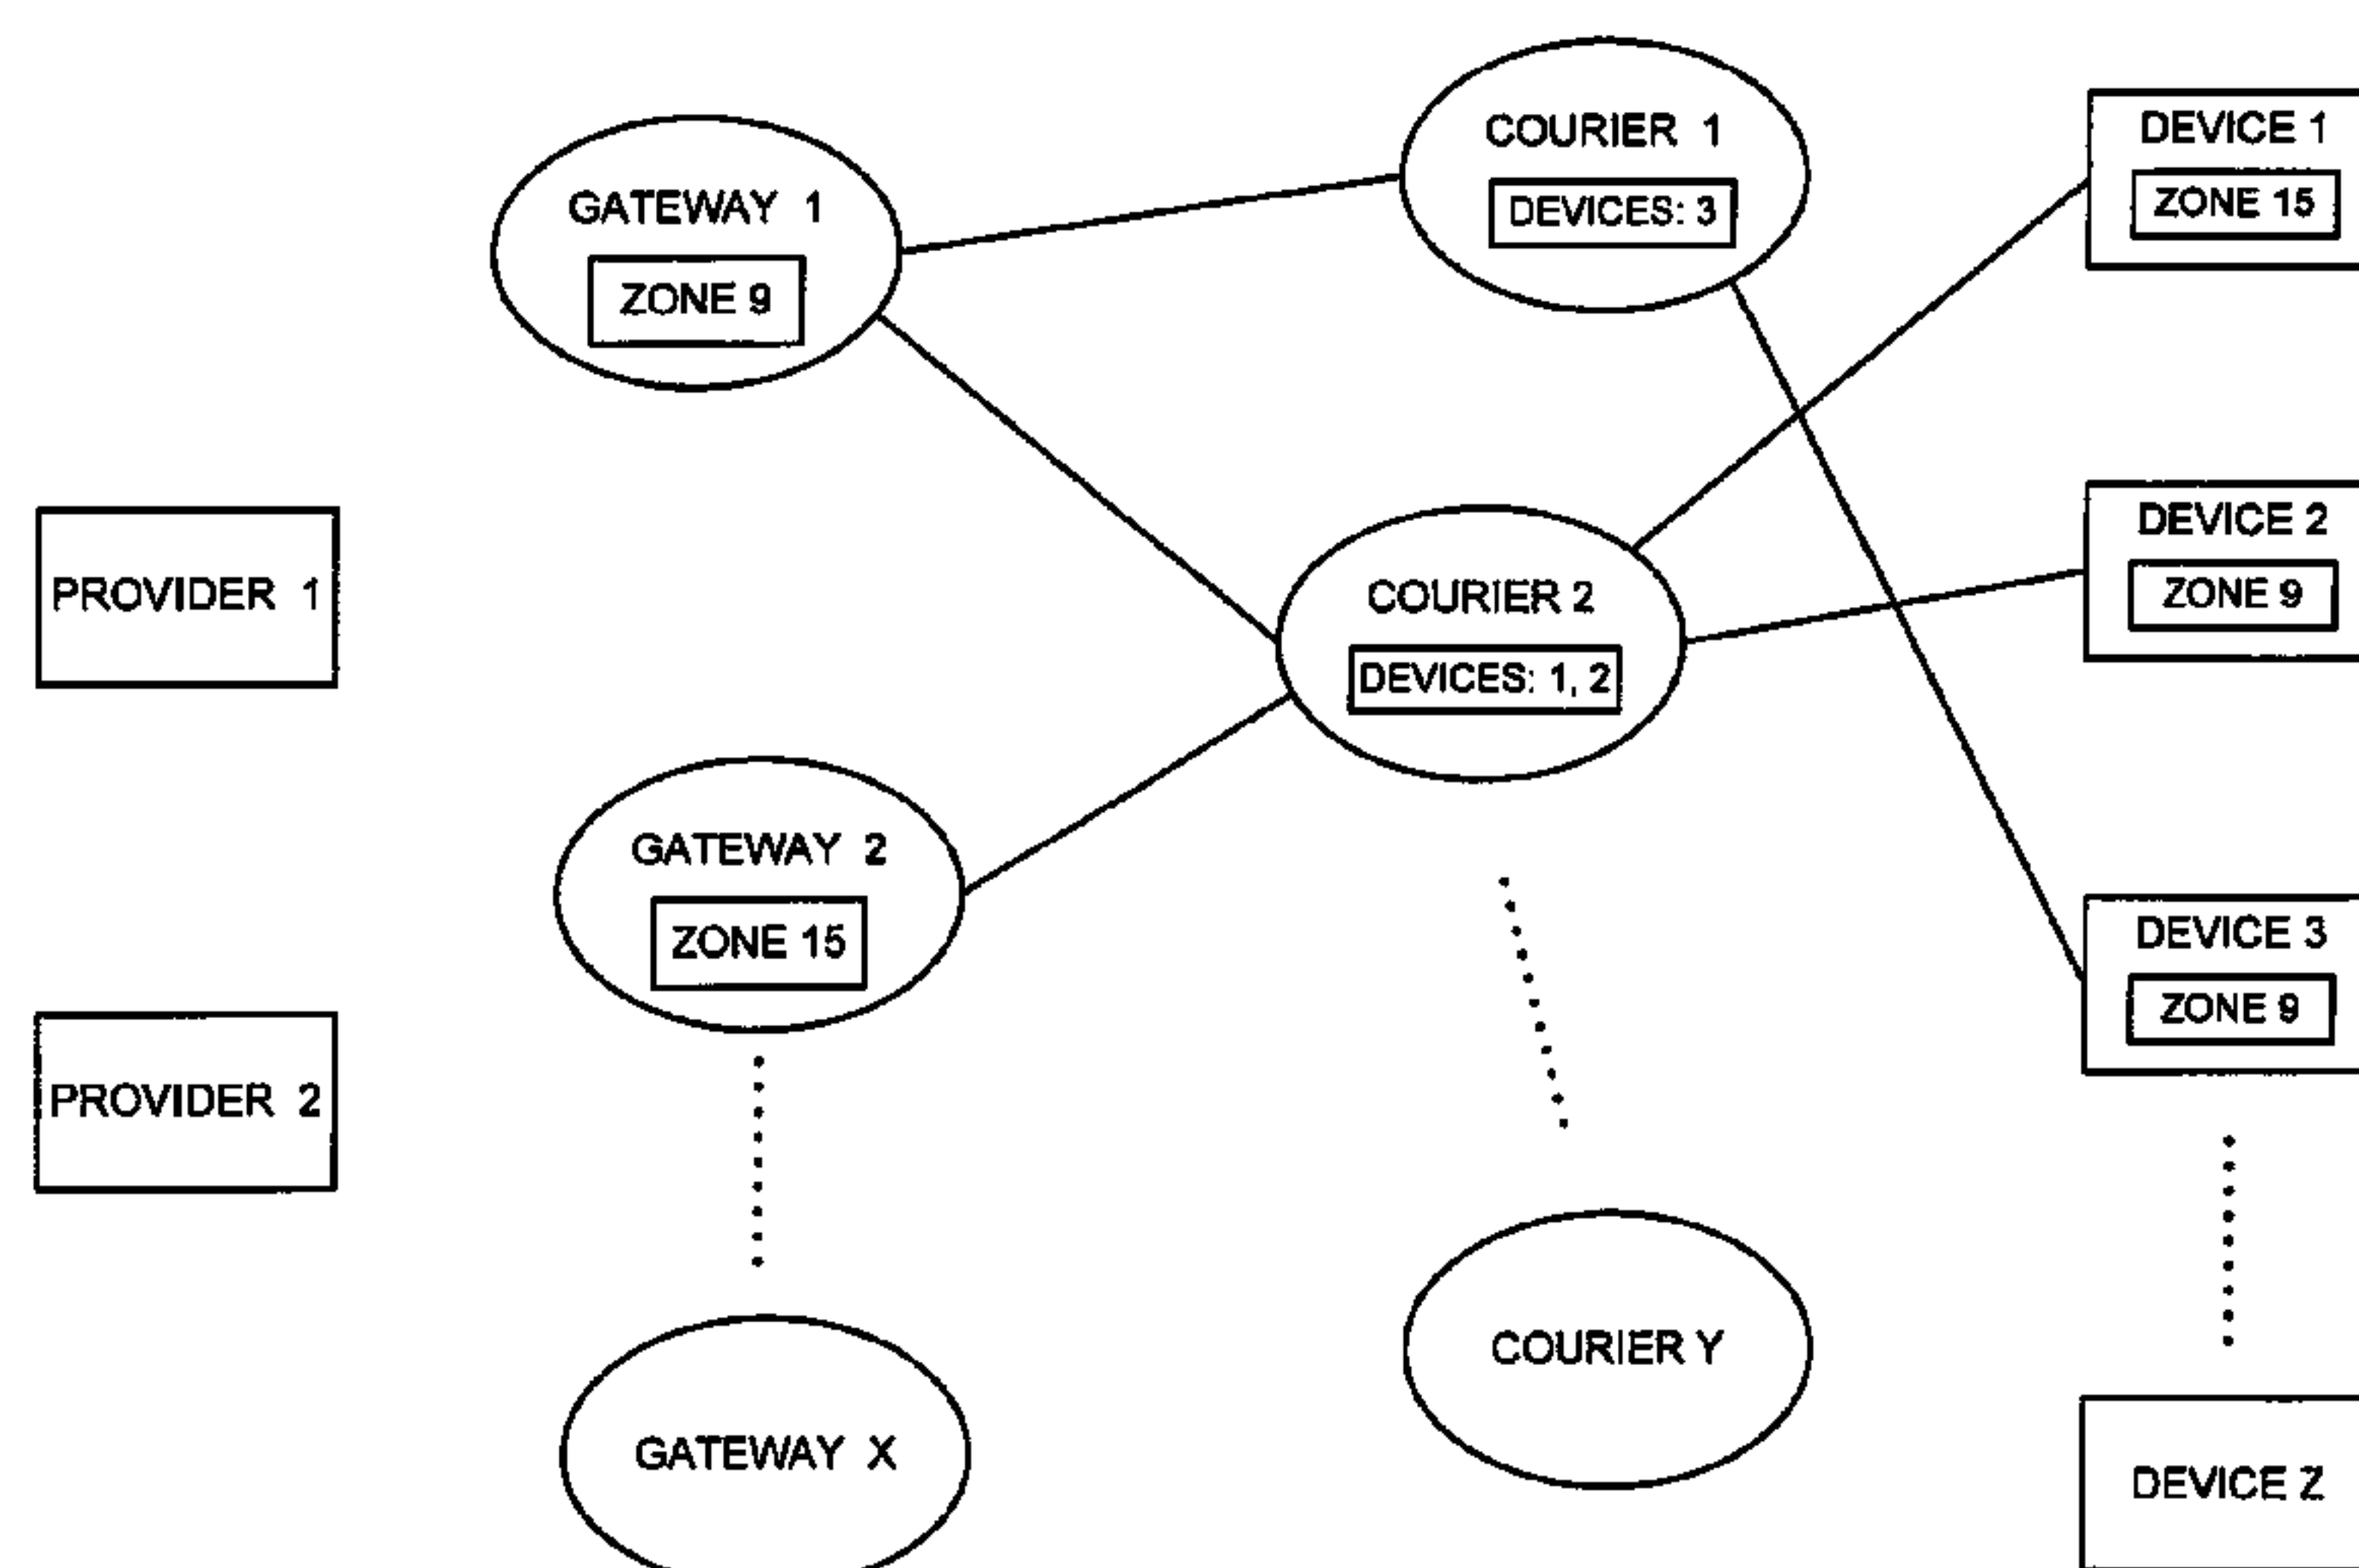 COURIER 1
DEVICES: 3
DEVICE 1
ZONE 15
GATEWAY 1
ZONE 9
DEVICE 2
ZONE 9
PROVIDER 1
COURIER 2
DEVICES: 1, 2
GATEWAY 2
ZONE 15
DEVICE 3
ZONE 9
PROVIDER 2
COURIER Y
GATEWAY X
DEVICE Z